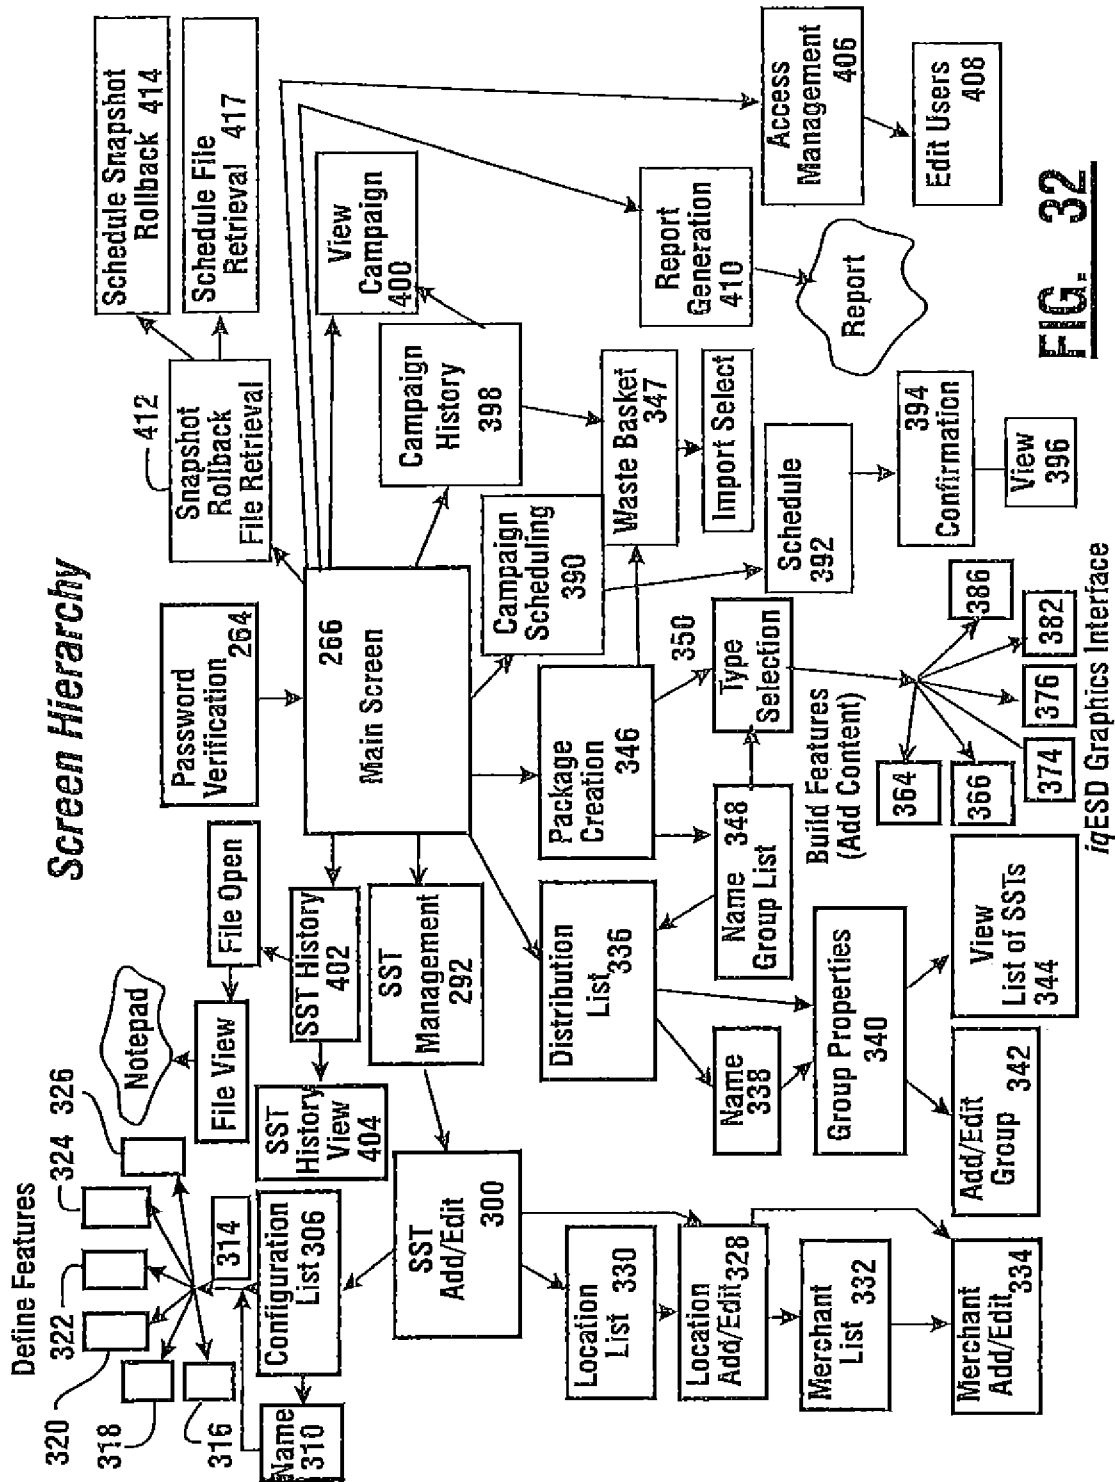 Screen Hierarchy
Define Features
320
322
324
326
318
316
314
Name
310
Configuration
List 306
Notepad
File View
File Open
SST History
402
SST
History
View
404
Password
Verification
264
412
Snapshot
Rollback
File Retrieval
Schedule Snapshot
Rollback 414
Schedule File
Retrieval 417
266
Main Screen
View
Campaign
400
Campaign
History
398
SST
Management
292
SST
Add/Edit
300
Campaign
Scheduling
390
Waste Basket
347
Import Select
Report
Generation
410
Report
Access
Management
406
Edit Users
408
Location
List 330
Location
Add/Edit 328
Merchant
List 332
Merchant
Add/Edit 334
Distribution
List 336
Package
Creation
346
Name
338
Name 348
Group List
350
Type
Selection
Schedule
392
394
Confirmation
View
396
Group Properties
340
Add/Edit
Group 342
View
List of SSTs
344
Build Features
(Add Content)
364
366
374
376
382
386
iqESD Graphics Interface
FIG. 32